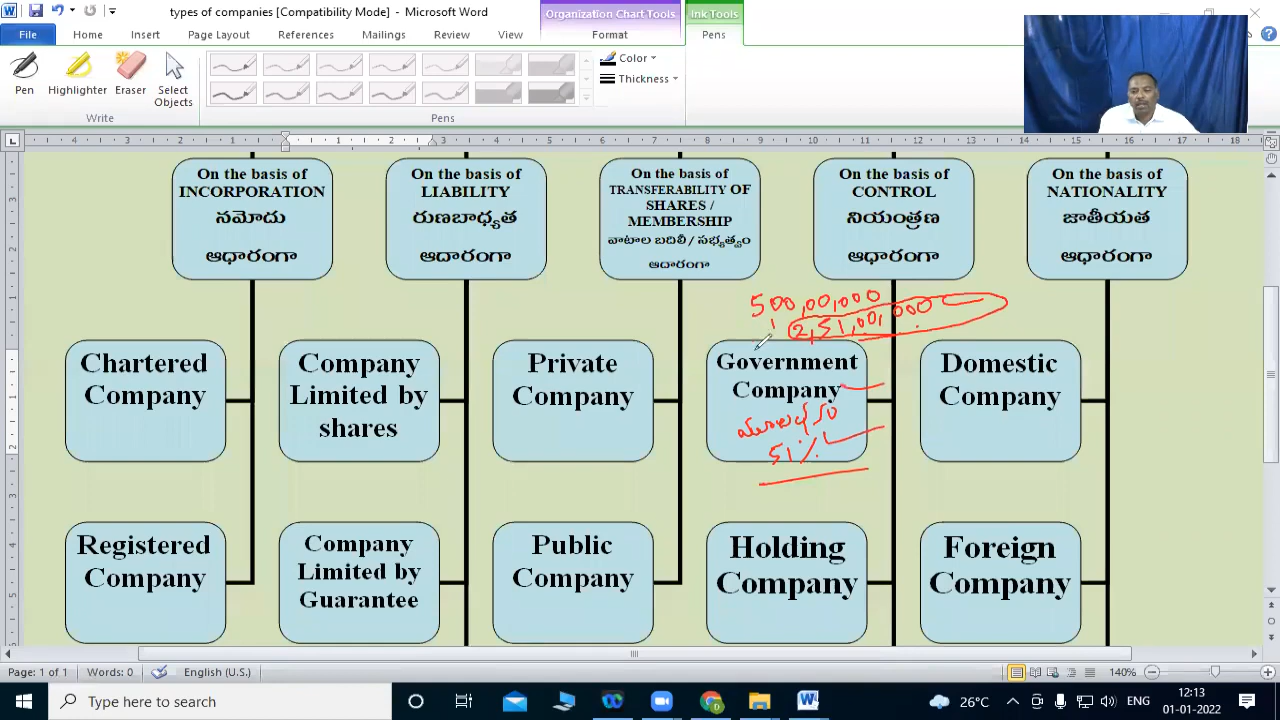 types of companies [Compatibility Mode] - Microsoft Word
Organization Chart Tools
Ink Tools
File
Home
Insert
Page Layout
References
Mailings
Review
View
Format
Pens
Pen
Highlighter
Eraser
Select
Objects
Color
Thickness
Write
Pens
On the basis of
INCORPORATION
నమోదు
ఆధారంగా
On the basis of
LIABILITY
రుణబాధ్యత
ఆదారంగా
On the basis of
TRANSFERABILITY OF
SHARES /
MEMBERSHIP
వాటాల బదిలీ / సభ్యత్వం
ఆదారంగా
On the basis of
CONTROL
నియంత్రణ
ఆధారంగా
On the basis of
NATIONALITY
జాతీయత
ఆధారంగా
500,00,000
2,51,00,000
Chartered
Company
Company
Limited by
shares
Private
Company
Government
Company
51%
Domestic
Company
Registered
Company
Company
Limited by
Guarantee
Public
Company
Holding
Company
Foreign
Company
Page: 1 of 1
Words: 0
English (U.S.)
140%
Type here to search
26°C
ENG
12:13
01-01-2022